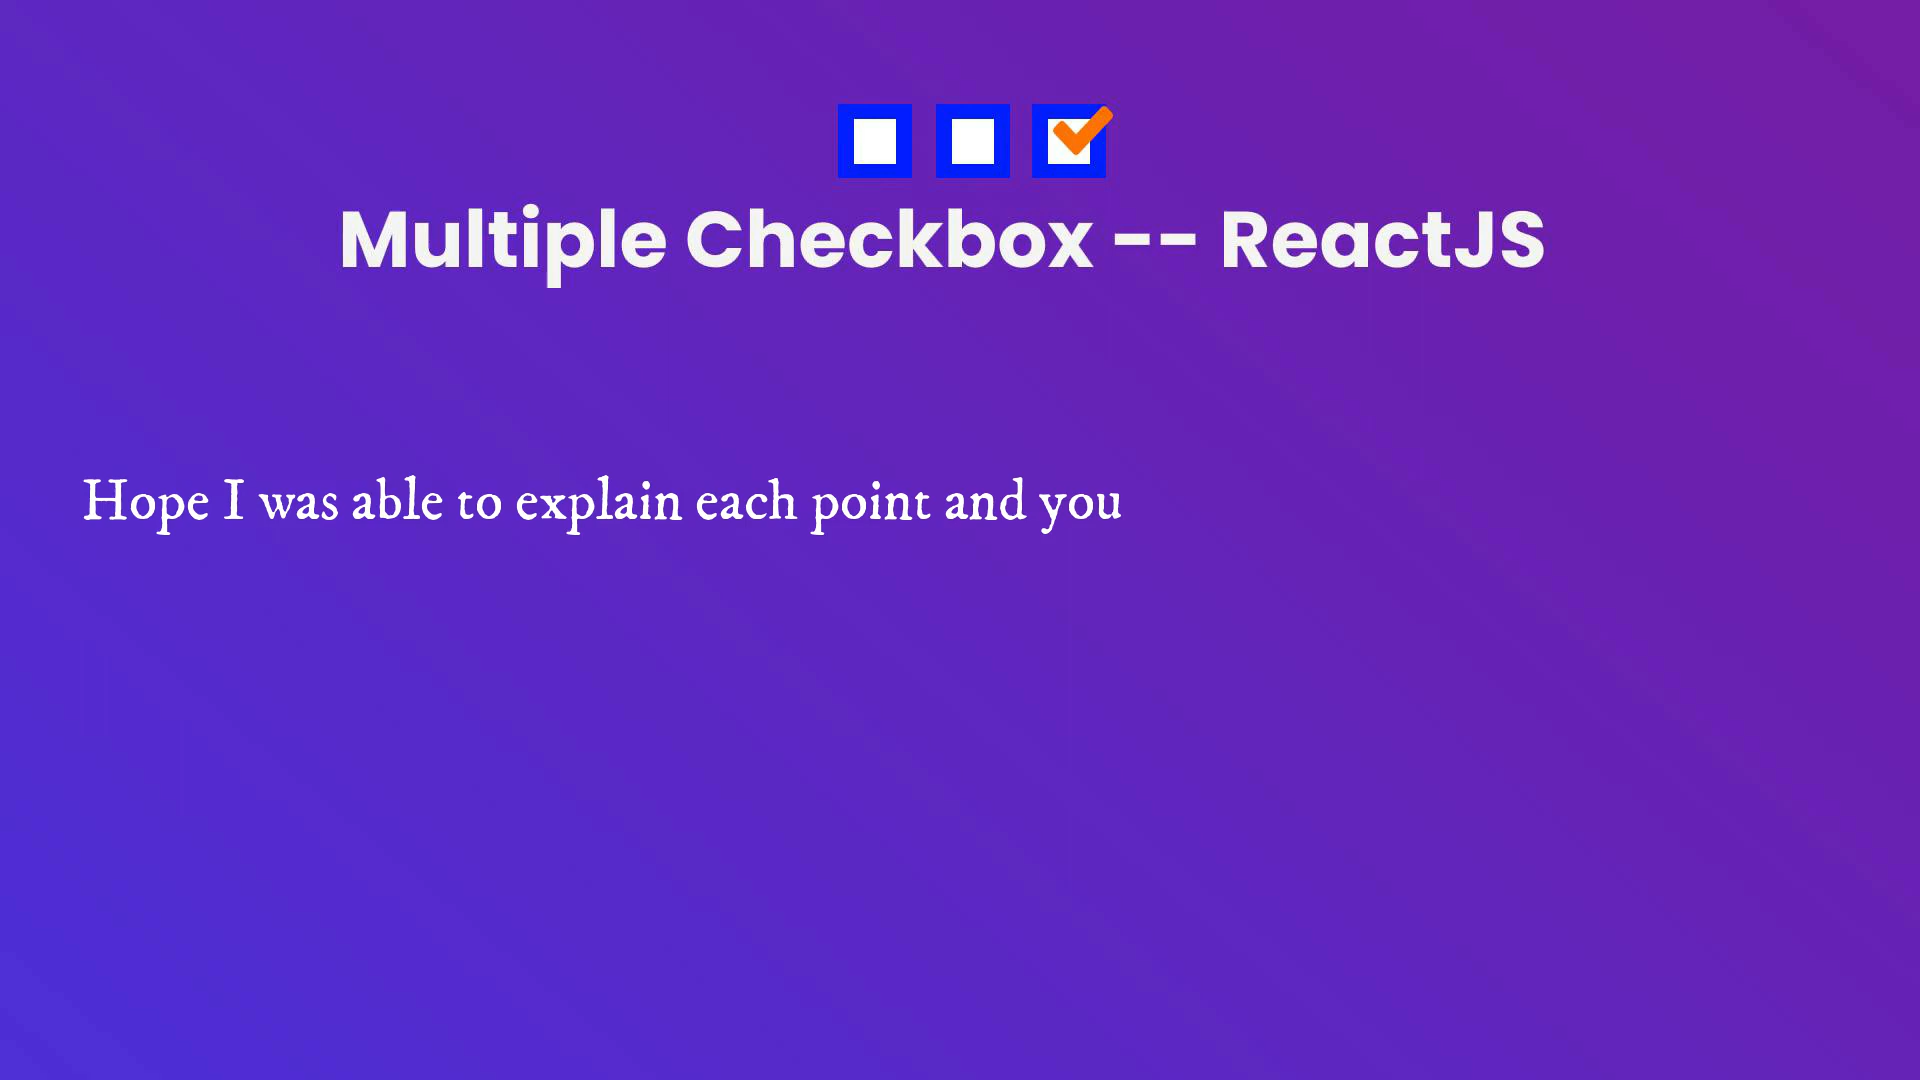 Multiple Checkbox -- ReactJS
Hope I was able to explain each point and you